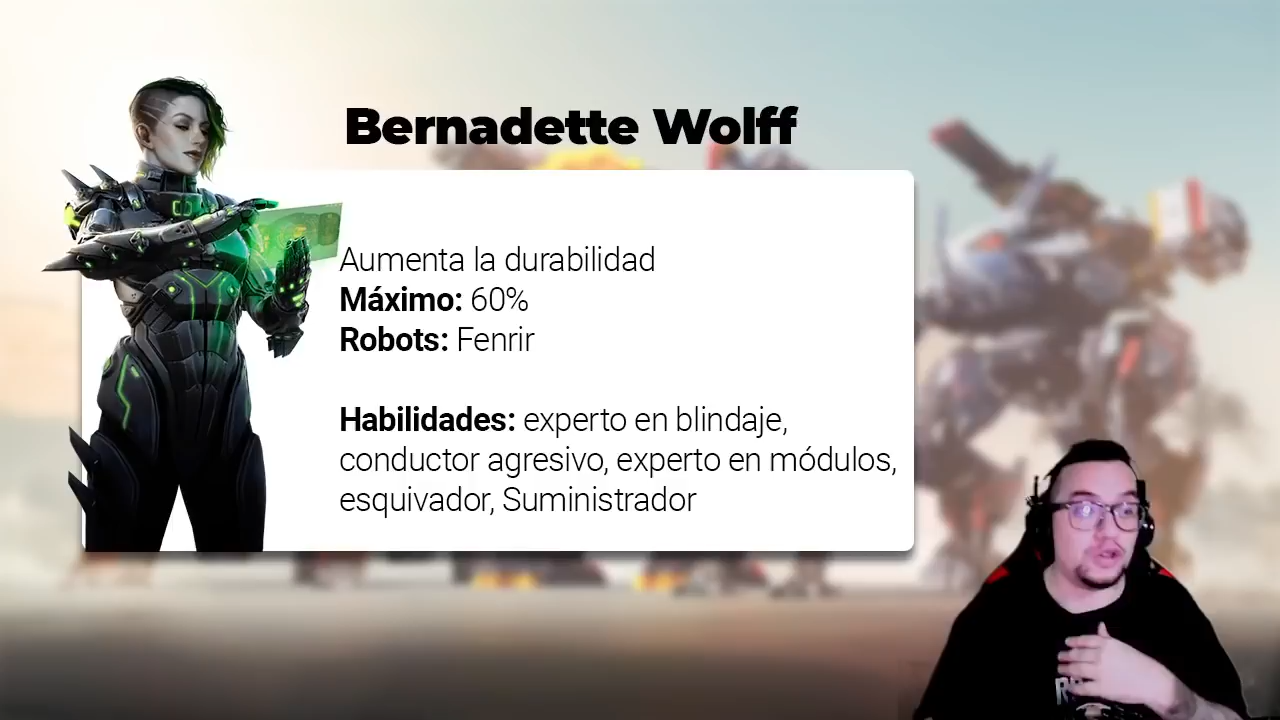 Bernadette Wolff
Aumenta la durabilidad
Máximo: 60%
Robots: Fenrir
Habilidades: experto en blindaje,
conductor agresivo, experto en módulos,
esquivador, Suministrador